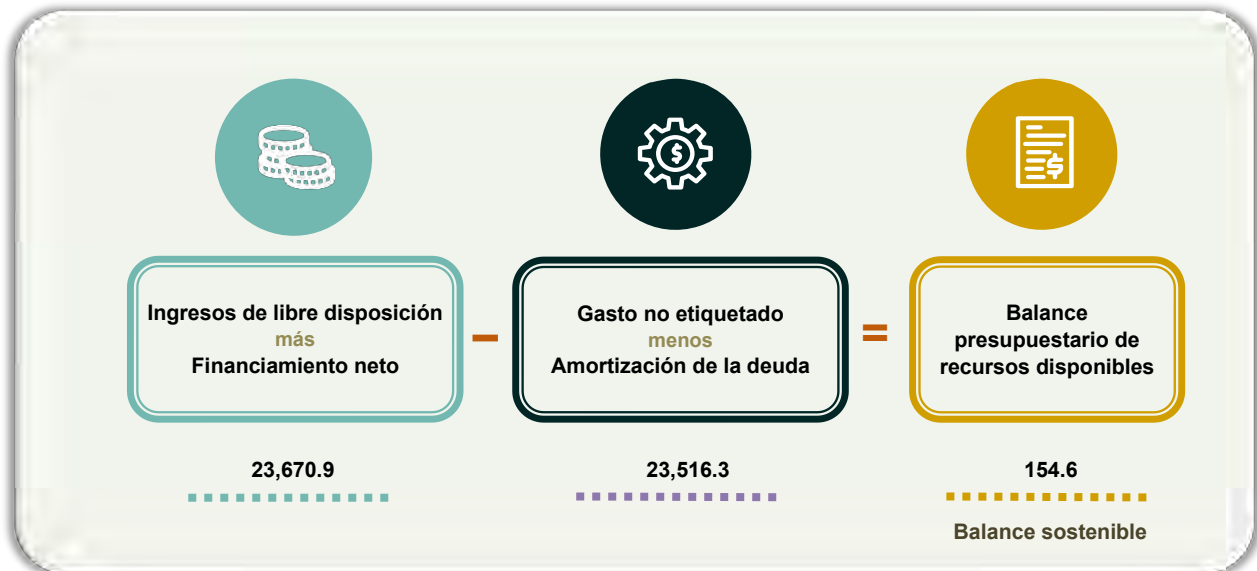 Ingresos de libre disposición
más
Financiamiento neto
−
Gasto no etiquetado
menos
Amortización de la deuda
=
Balance
presupuestario de
recursos disponibles
23,670.9
23,516.3
154.6
Balance sostenible